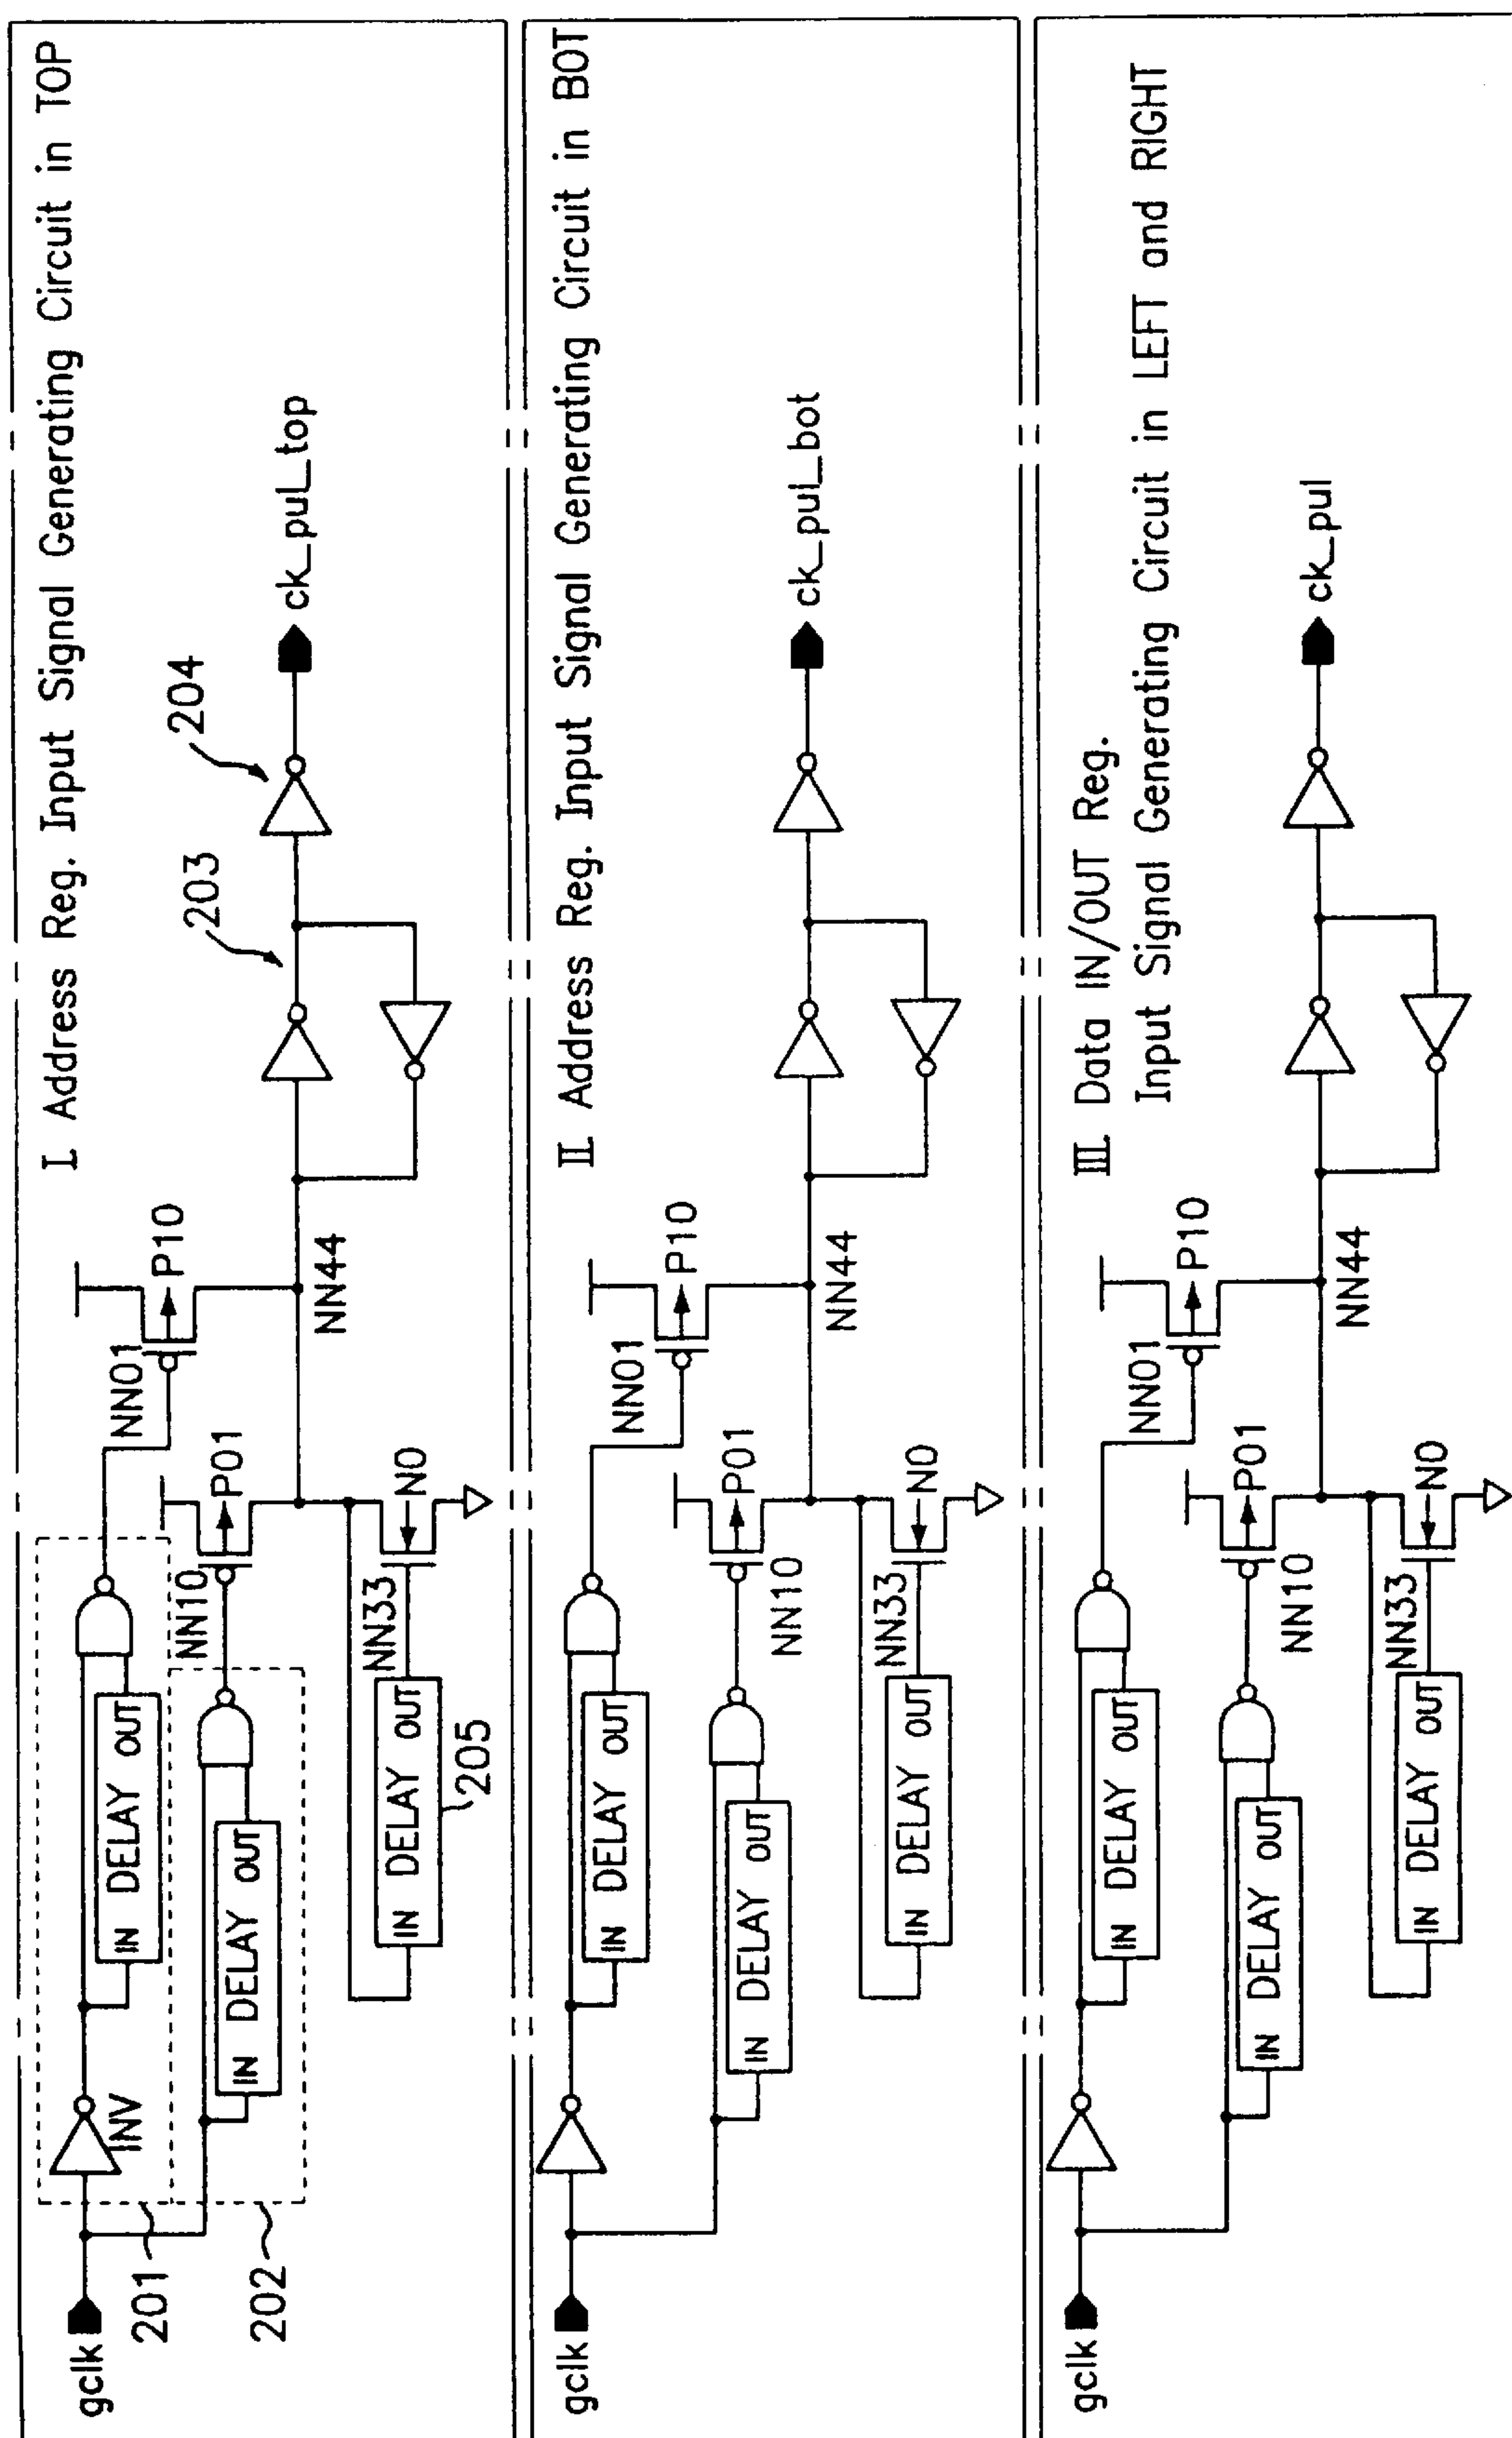 I. Address Reg. Input Signal Generating Circuit in TOP
gclk
201
INV
IN DELAY OUT
NN01
P10
202
IN DELAY OUT
NN10
P01
NN44
203
204
ck_pul_top
IN DELAY OUT
NN33
N0
205
II. Address Reg. Input Signal Generating Circuit in BOT
gclk
IN DELAY OUT
NN01
P10
IN DELAY OUT
NN10
P01
NN44
ck_pul_bot
IN DELAY OUT
NN33
N0
III. Data IN/OUT Reg.
Input Signal Generating Circuit in LEFT and RIGHT
gclk
IN DELAY OUT
NN01
P10
IN DELAY OUT
NN10
P01
NN44
ck_pul
IN DELAY OUT
NN33
N0